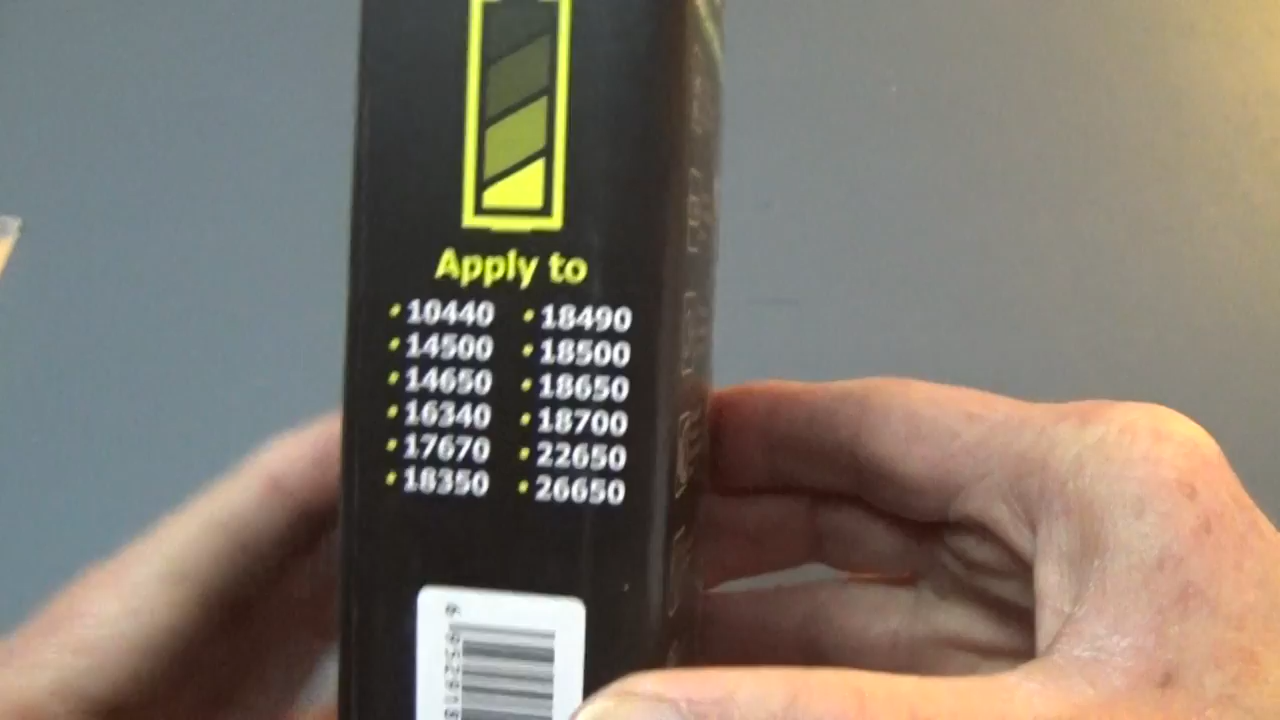 Apply to
• 10440 • 18490
• 14500 • 18500
• 14650 • 18650
• 16340 • 18700
• 17670 • 22650
• 18350 • 26650